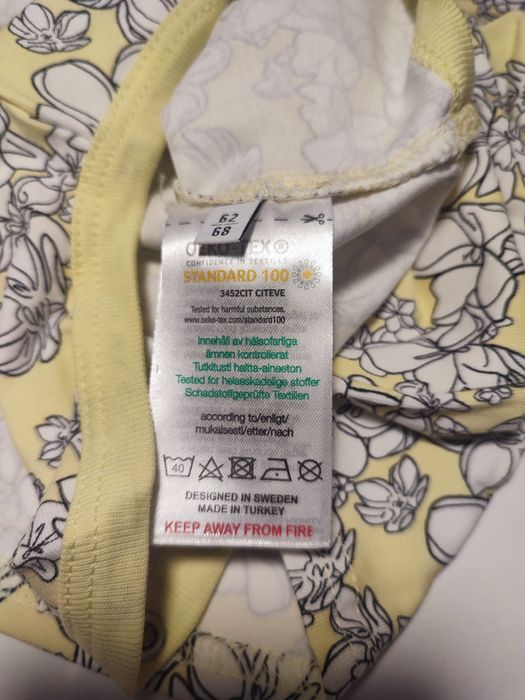 62
68
OEKO-TEX®
CONFIDENCE IN TEXTILES
STANDARD 100
3452CIT CITEVE
Tested for harmful substances.
www.oeko-tex.com/standard100
Innehåll av hälsofarliga
ämnen kontrollerat
Tutkitusti haitta-aineeton
Tested for helseskadelige stoffer
Schadstoffgeprüfte Textilien
according to/enligt/
mukaisesti/etter/nach
40
DESIGNED IN SWEDEN
MADE IN TURKEY
KEEP AWAY FROM FIRE